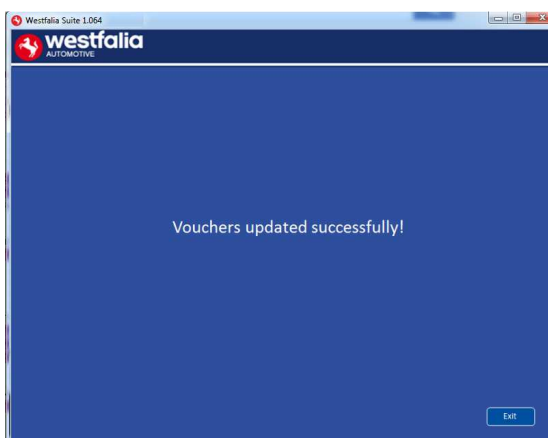 Westfalia Suite 1.064
westfalia
AUTOMOTIVE
Vouchers updated successfully!
Exit